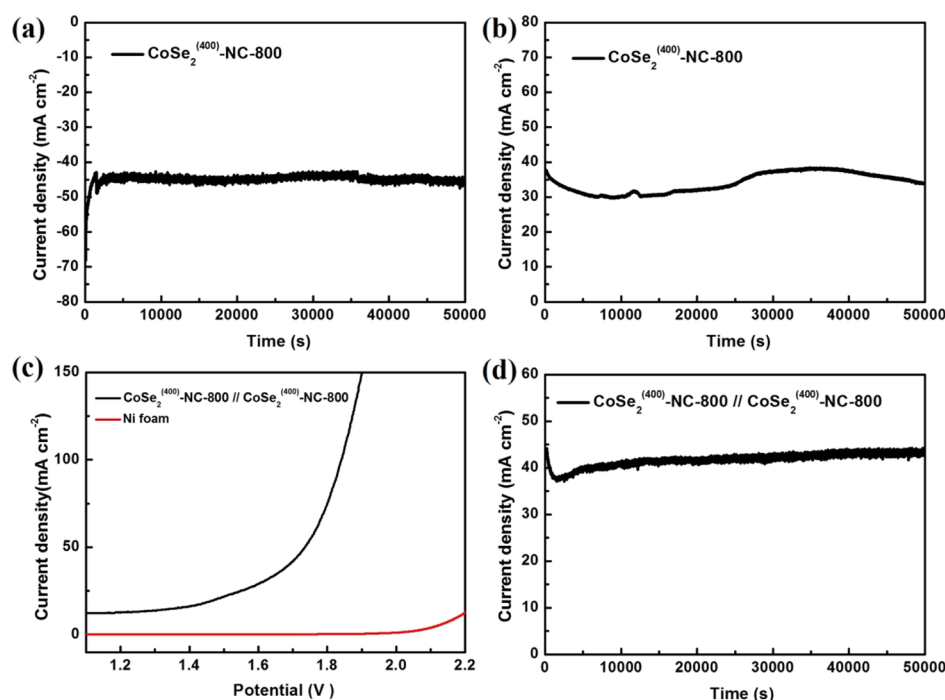 (a)
CoSe₂⁽⁴⁰⁰⁾-NC-800
Current density (mA cm⁻²)
0
-10
-20
-30
-40
-50
-60
-70
-80
0 10000 20000 30000 40000 50000
Time (s)
(b)
CoSe₂⁽⁴⁰⁰⁾-NC-800
Current density (mA cm⁻²)
80
70
60
50
40
30
20
10
0
0 10000 20000 30000 40000 50000
Time (s)
(c)
CoSe₂⁽⁴⁰⁰⁾-NC-800 // CoSe₂⁽⁴⁰⁰⁾-NC-800
Ni foam
Current density(mA cm⁻²)
150
100
50
0
1.2 1.4 1.6 1.8 2.0 2.2
Potential (V )
(d)
CoSe₂⁽⁴⁰⁰⁾-NC-800 // CoSe₂⁽⁴⁰⁰⁾-NC-800
Current density (mA cm⁻²)
60
50
40
30
20
10
0
0 10000 20000 30000 40000 50000
Time (s)